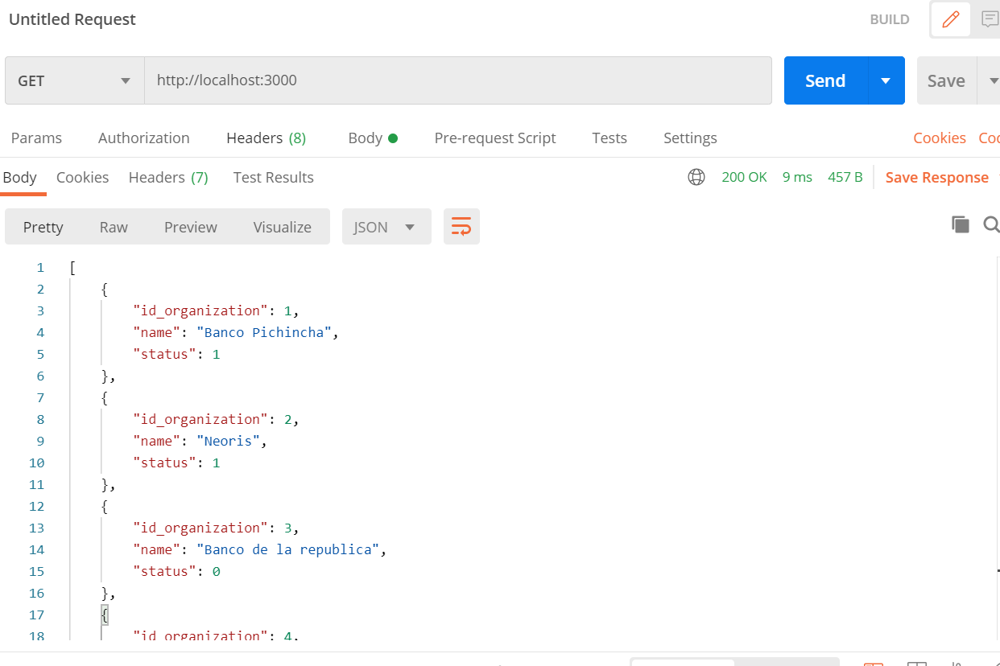 Untitled Request BUILD
GET http://localhost:3000 Send Save
Params Authorization Headers (8) Body Pre-request Script Tests Settings Cookies
Body Cookies Headers (7) Test Results 200 OK 9 ms 457 B Save Response
Pretty Raw Preview Visualize JSON
1 [
2 {
3 "id_organization": 1,
4 "name": "Banco Pichincha",
5 "status": 1
6 },
7 {
8 "id_organization": 2,
9 "name": "Neoris",
10 "status": 1
11 },
12 {
13 "id_organization": 3,
14 "name": "Banco de la republica",
15 "status": 0
16 },
17 {
18 "id_organization": 4,